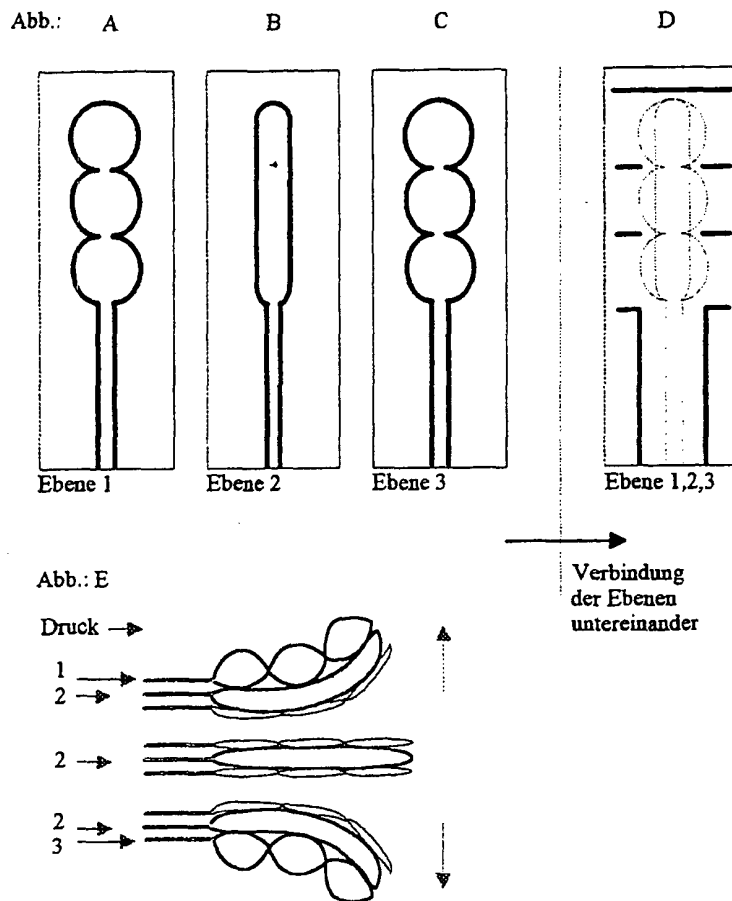 Abb.: A B C D
Ebene 1 Ebene 2 Ebene 3 Ebene 1,2,3
Verbindung
der Ebenen
untereinander
Abb.: E
Druck
1
2
2
2
3